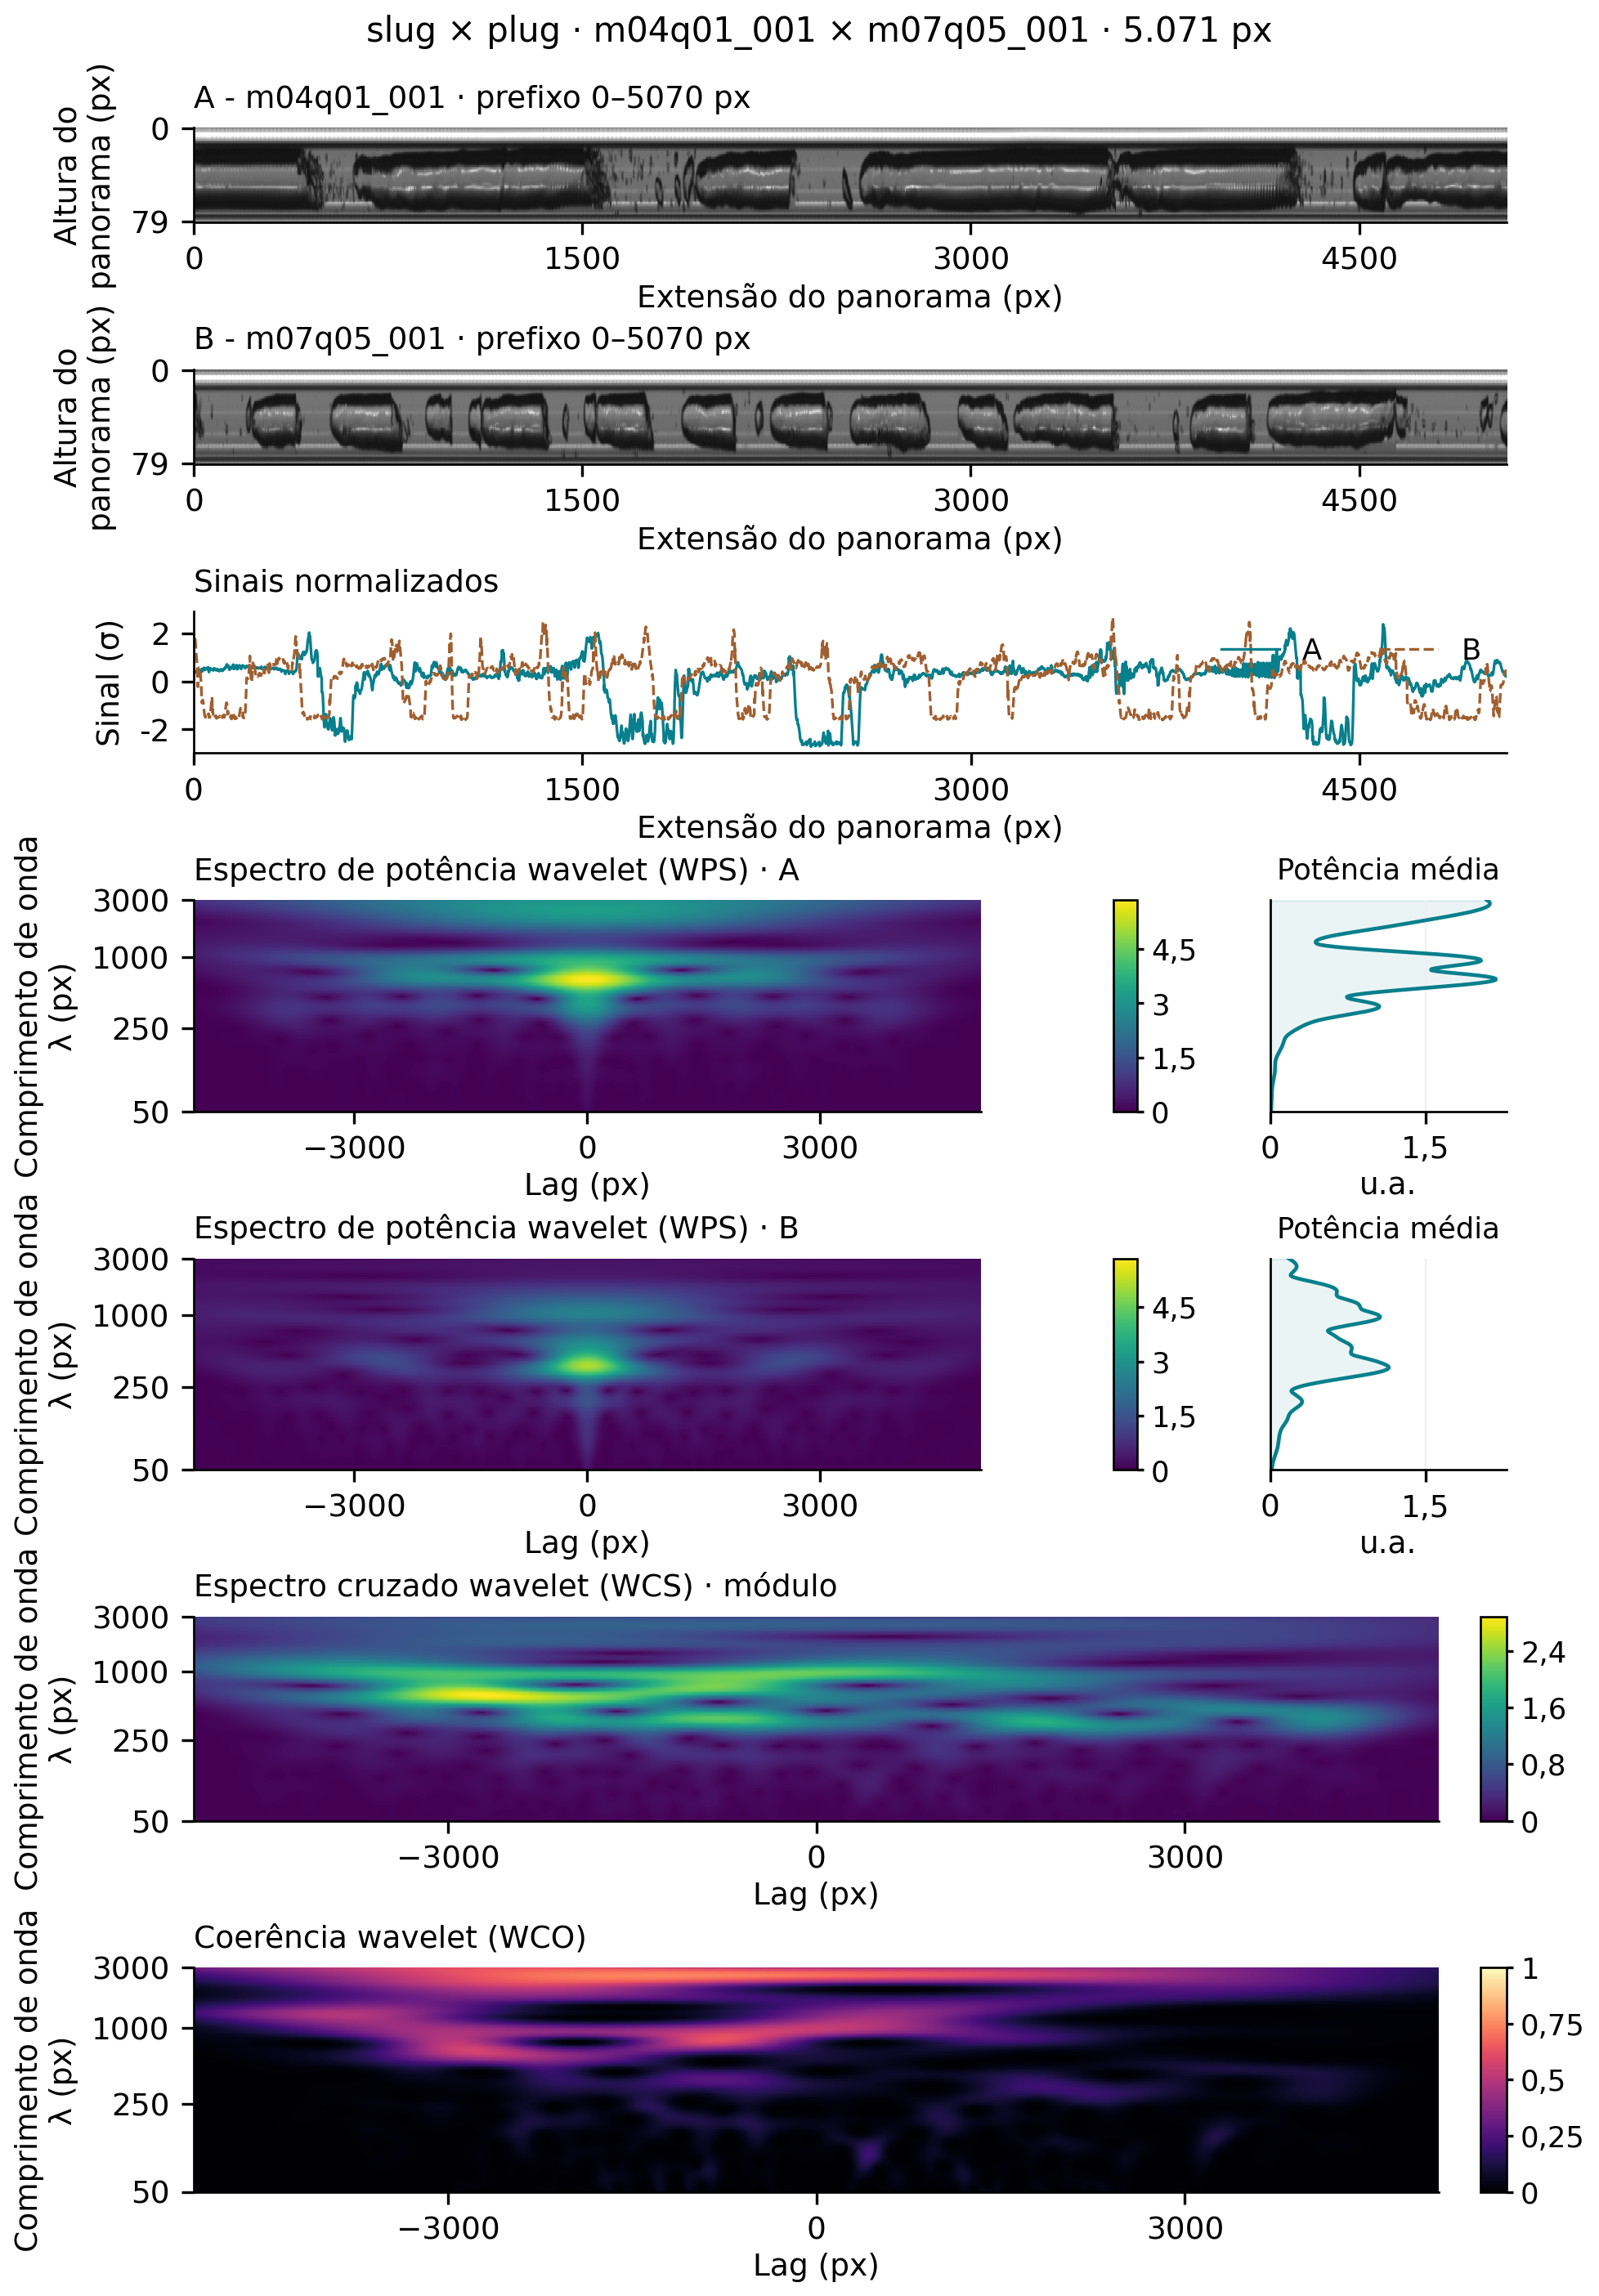 slug × plug · m04q01_001 × m07q05_001 · 5.071 px
A - m04q01_001 · prefixo 0–5070 px
Altura do
panorama (px)
0
79
0
1500
3000
4500
Extensão do panorama (px)
B - m07q05_001 · prefixo 0–5070 px
Altura do
panorama (px)
0
79
0
1500
3000
4500
Extensão do panorama (px)
Sinais normalizados
Sinal (σ)
2
0
-2
A
B
0
1500
3000
4500
Extensão do panorama (px)
Espectro de potência wavelet (WPS) · A
Comprimento de onda
λ (px)
3000
1000
250
50
−3000
0
3000
Lag (px)
4,5
3
1,5
0
Potência média
0
1,5
u.a.
Espectro de potência wavelet (WPS) · B
Comprimento de onda
λ (px)
3000
1000
250
50
−3000
0
3000
Lag (px)
4,5
3
1,5
0
Potência média
0
1,5
u.a.
Espectro cruzado wavelet (WCS) · módulo
Comprimento de onda
λ (px)
3000
1000
250
50
−3000
0
3000
Lag (px)
2,4
1,6
0,8
0
Coerência wavelet (WCO)
Comprimento de onda
λ (px)
3000
1000
250
50
−3000
0
3000
Lag (px)
1
0,75
0,5
0,25
0